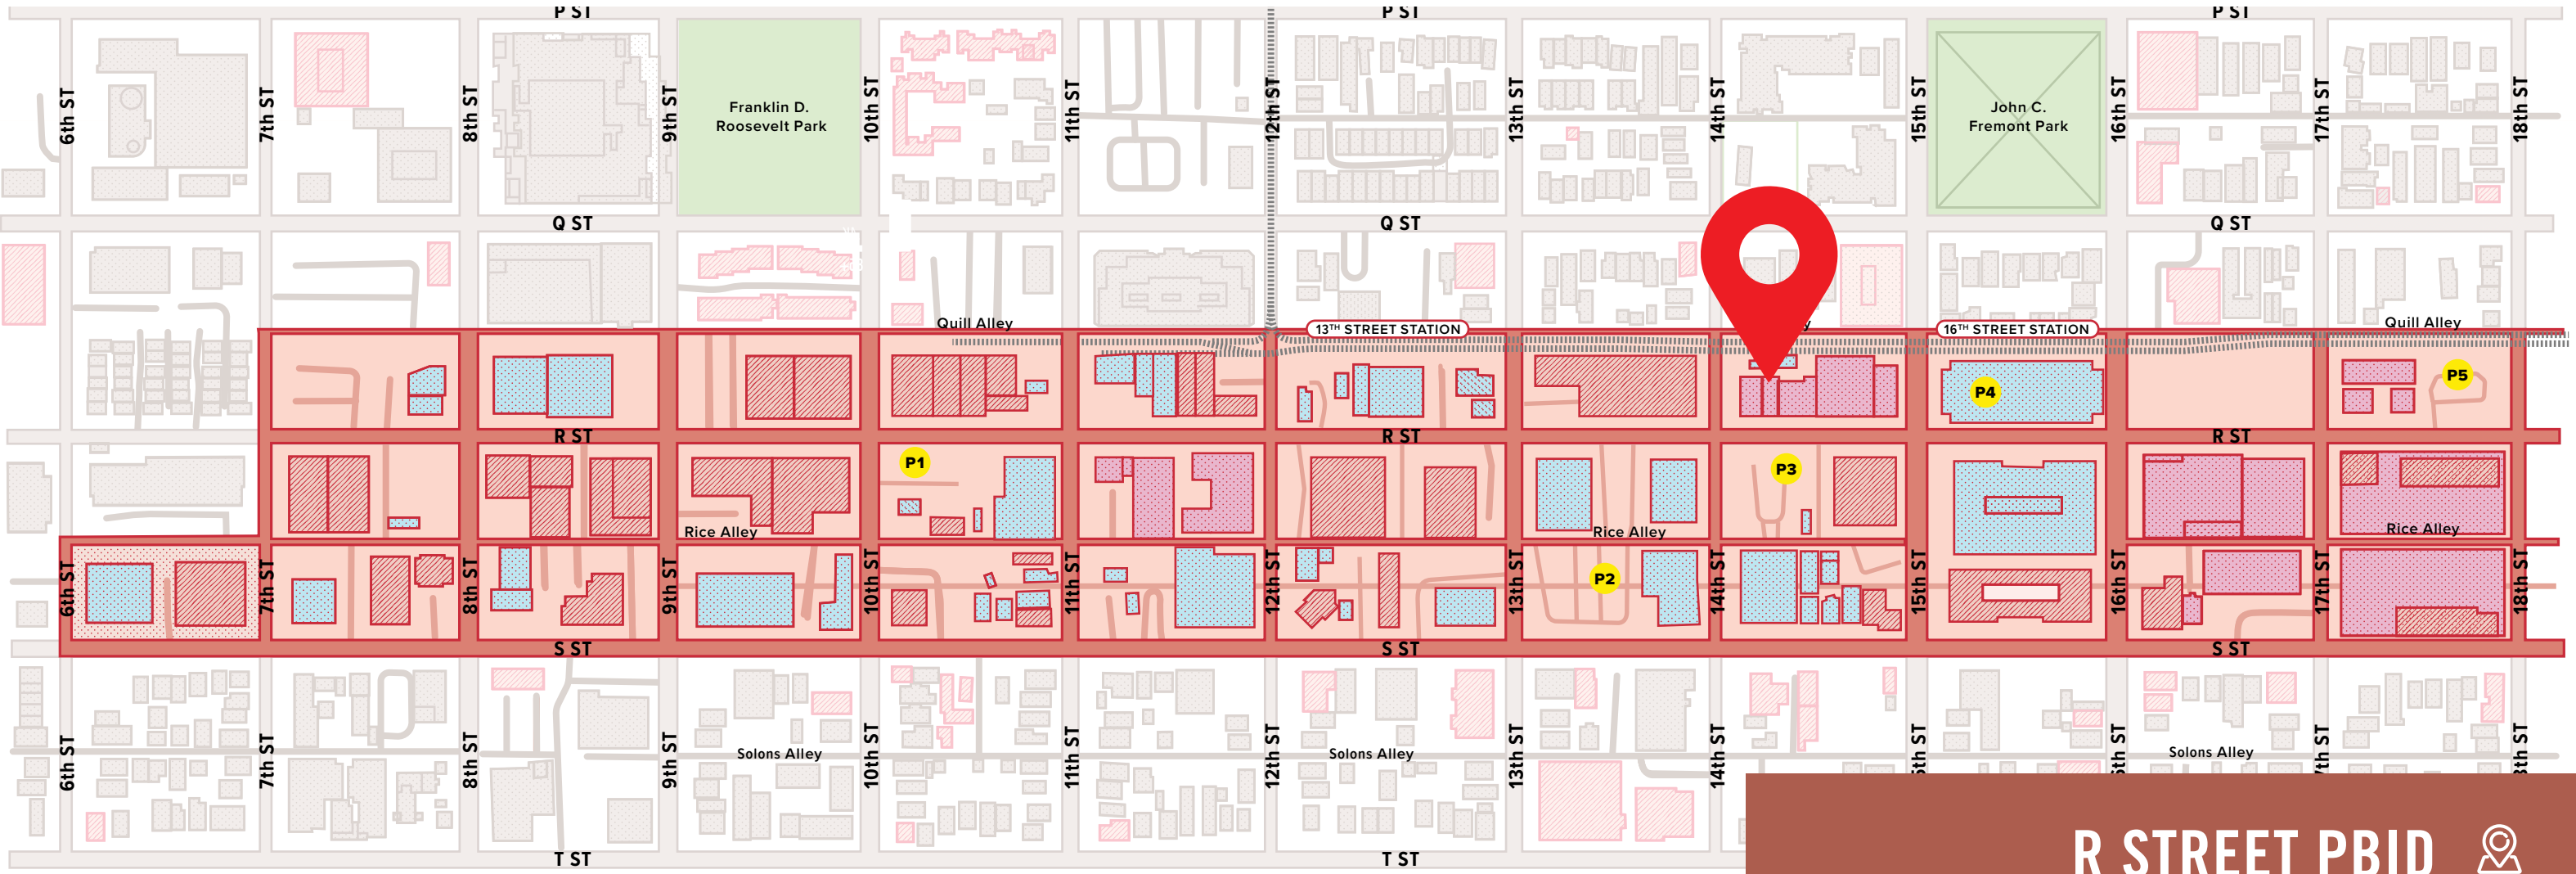 P ST
P ST
P ST
6th ST
7th ST
8th ST
9th ST
10th ST
11th ST
12th ST
13th ST
14th ST
15th ST
16th ST
17th ST
18th ST
Franklin D.
Roosevelt Park
John C.
Fremont Park
Q ST
Q ST
Q ST
Quill Alley
13TH STREET STATION
16TH STREET STATION
Quill Alley
P4
P5
R ST
R ST
R ST
P1
P3
Rice Alley
Rice Alley
Rice Alley
P2
6th ST
7th ST
8th ST
9th ST
10th ST
11th ST
12th ST
13th ST
14th ST
15th ST
16th ST
17th ST
18th ST
S ST
S ST
S ST
6th ST
7th ST
8th ST
9th ST
10th ST
11th ST
12th ST
13th ST
14th ST
Solons Alley
Solons Alley
Solons Alley
T ST
T ST
R STREET PBID